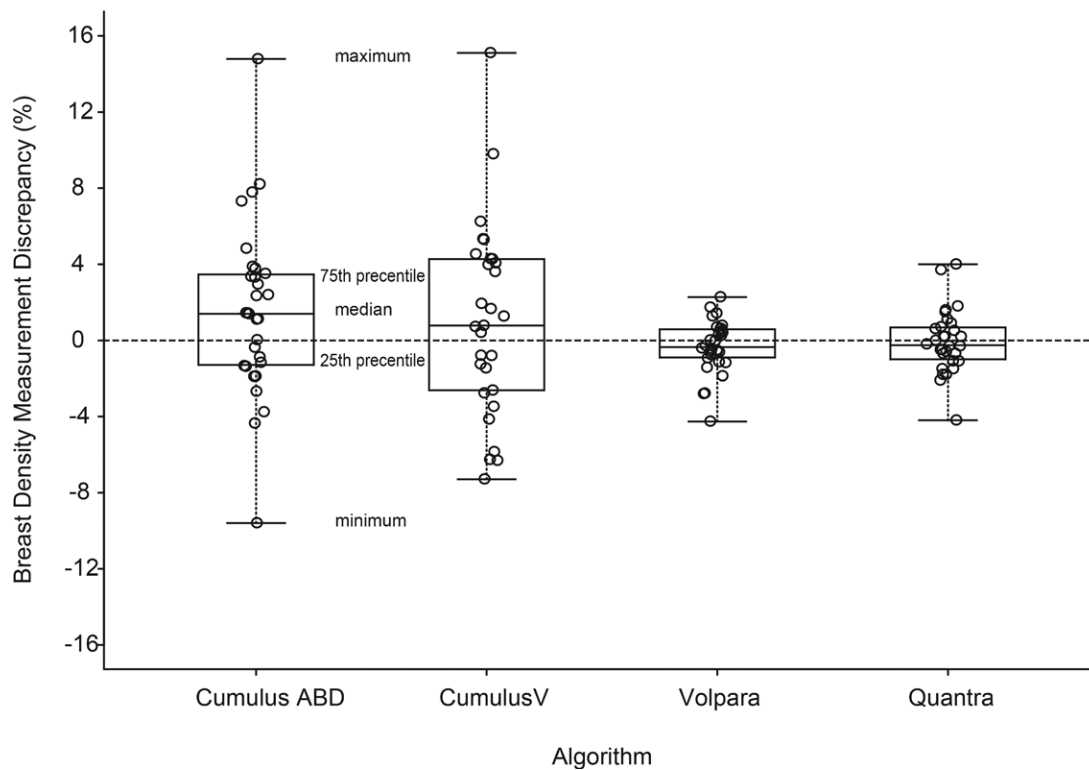 Breast Density Measurement Discrepancy (%)
16
12
8
4
0
-4
-8
-12
-16
maximum
75th precentile
median
25th precentile
minimum
Cumulus ABD
CumulusV
Volpara
Quantra
Algorithm